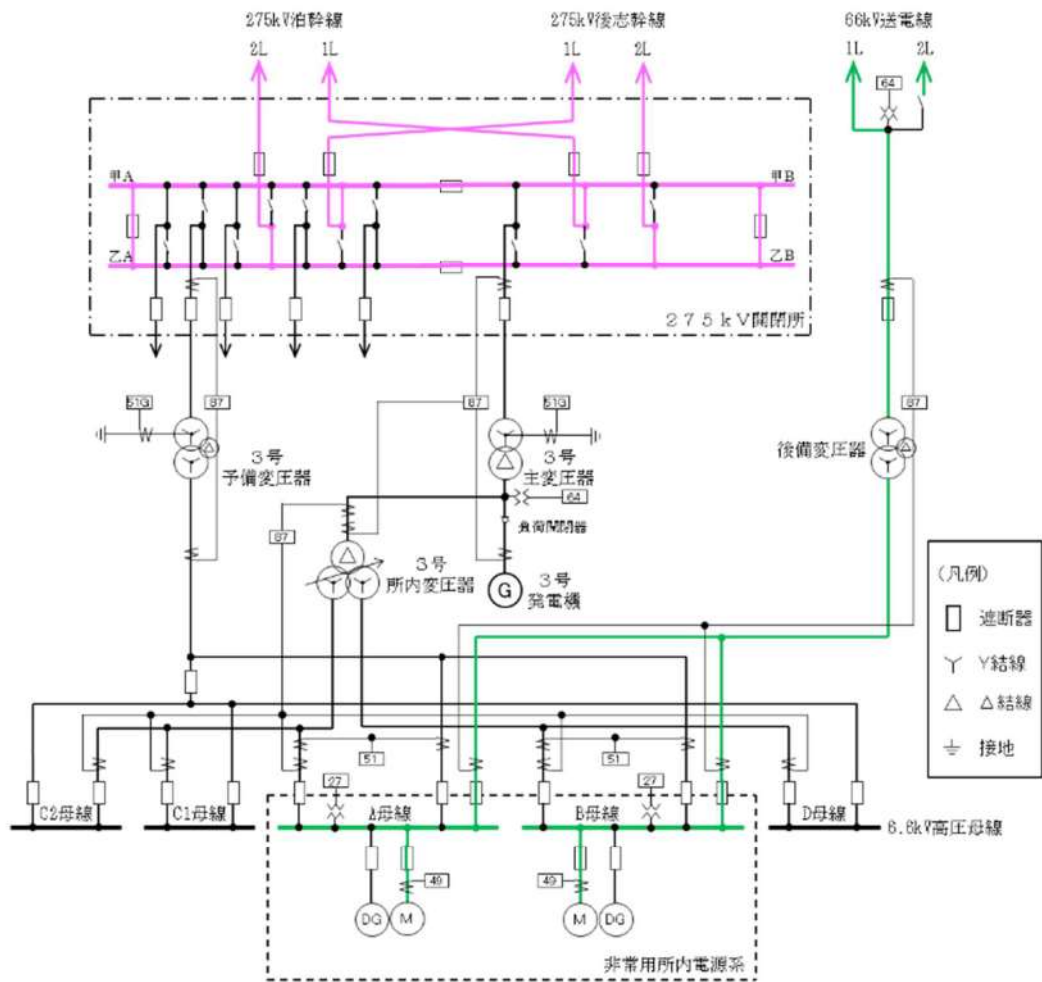 275kV泊幹線
275kV後志幹線
66kV送電線
2L
1L
1L
2L
1L
2L
64
甲A
甲B
乙A
乙B
275kV開閉所
51G
87
87
51G
87
3号
予備変圧器
3号
主変圧器
後備変圧器
64
負荷開閉器
87
3号
所内変圧器
G
3号
発電機
(凡例)
遮断器
Y結線
Δ結線
接地
51
51
27
27
C2母線
C1母線
A母線
B母線
D母線
6.6kV高圧母線
49
49
DG
M
M
DG
非常用所内電源系